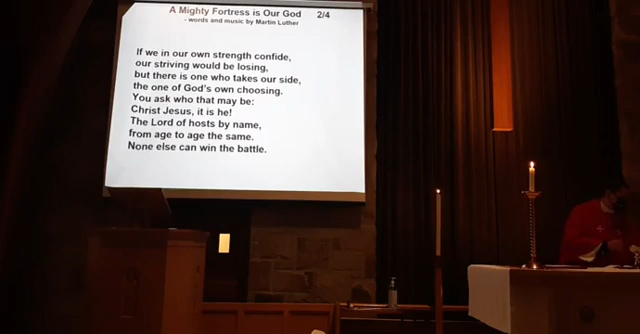 A Mighty Fortress is Our God 2/4
- words and music by Martin Luther
If we in our own strength confide,
our striving would be losing,
but there is one who takes our side,
the one of God's own choosing.
You ask who that may be:
Christ Jesus, it is he!
The Lord of hosts by name,
from age to age the same.
None else can win the battle.